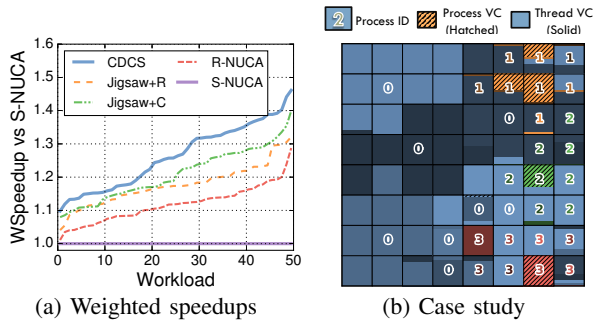 WSpeedup vs S-NUCA
1.6
1.5
1.4
1.3
1.2
1.1
1.0
CDCS
Jigsaw+R
Jigsaw+C
R-NUCA
S-NUCA
0 10 20 30 40 50
Workload
(a) Weighted speedups
2 Process ID
Process VC
(Hatched)
Thread VC
(Solid)
1 1 1
0 1 1 1 1
0 1 2
0 2 2
2 2 2
0 0 2 2
0 0 3 3 3 3
3 3 3 3
(b) Case study